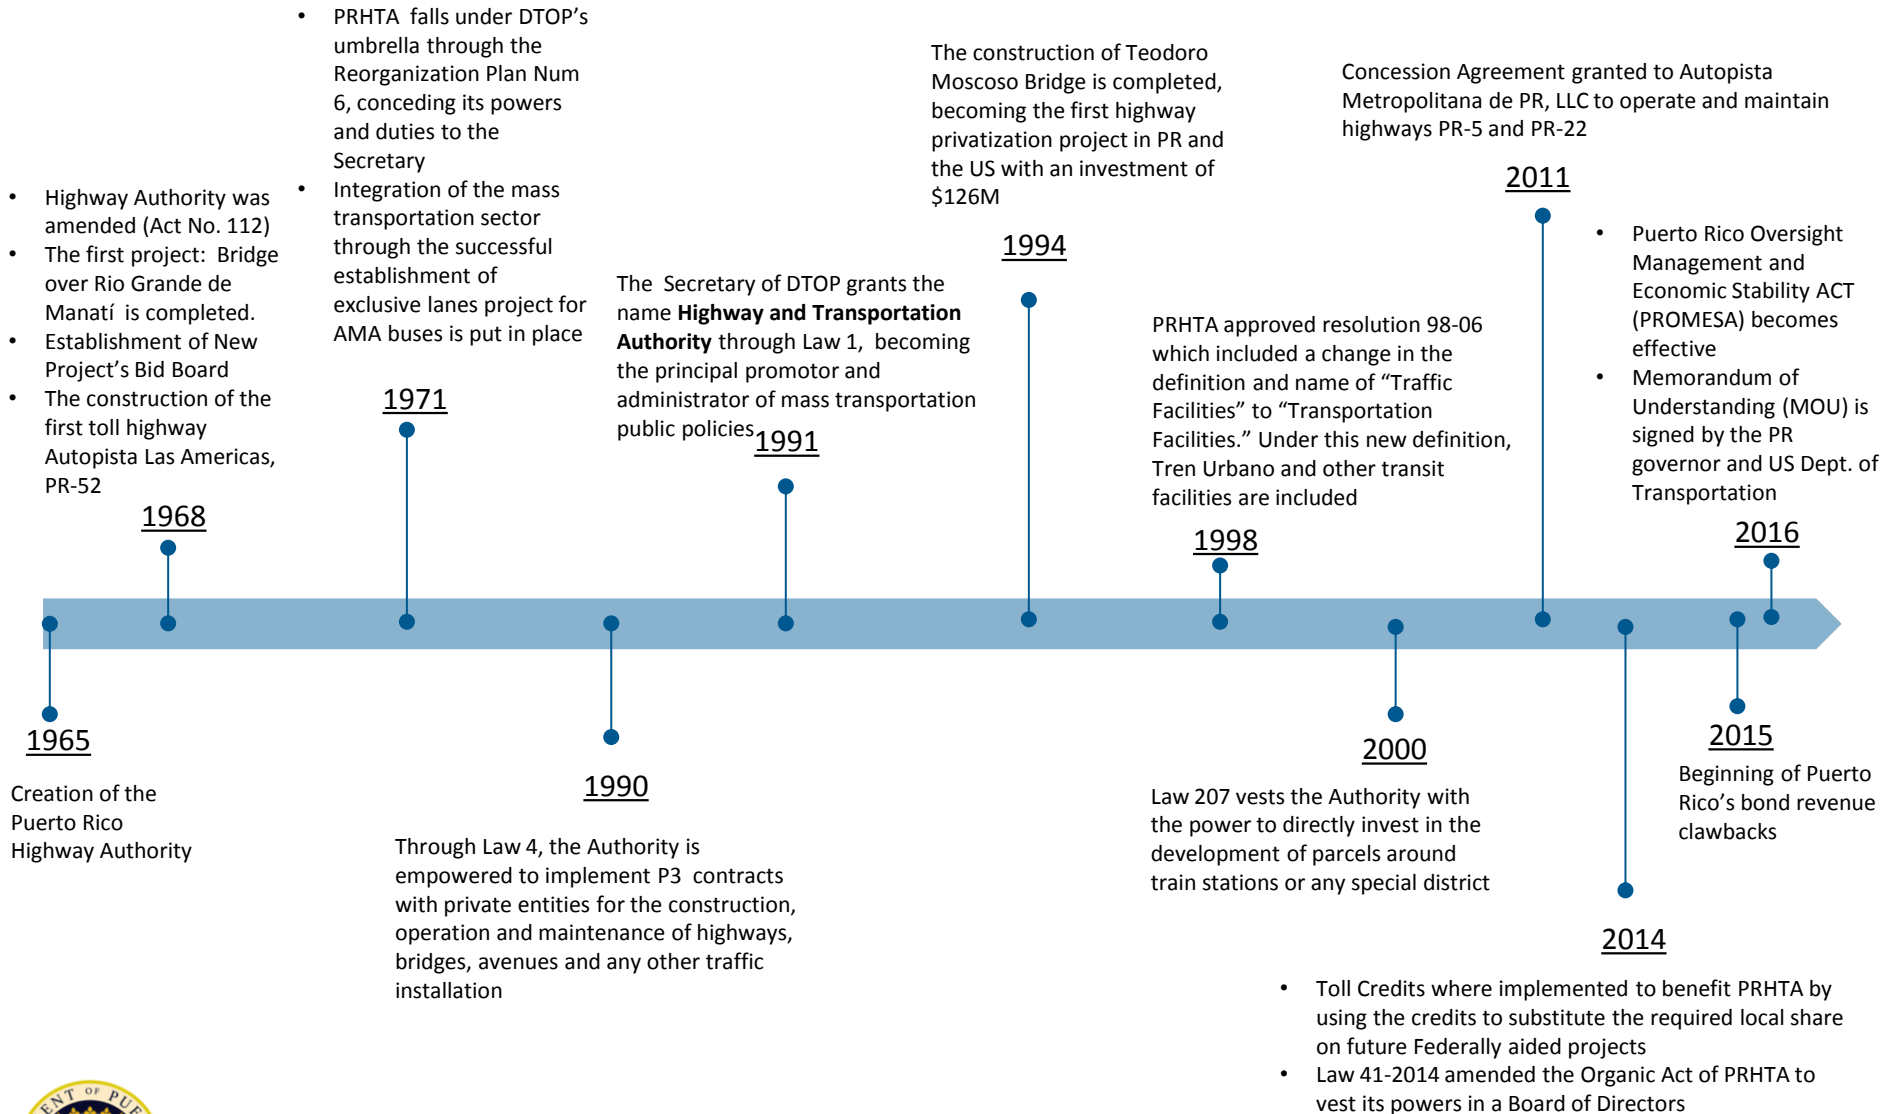 • Highway Authority was
amended (Act No. 112)
• The first project: Bridge
over Rio Grande de
Manatí is completed.
• Establishment of New
Project’s Bid Board
• The construction of the
first toll highway
Autopista Las Americas,
PR-52
1968
• PRHTA falls under DTOP’s
umbrella through the
Reorganization Plan Num
6, conceding its powers
and duties to the
Secretary
• Integration of the mass
transportation sector
through the successful
establishment of
exclusive lanes project for
AMA buses is put in place
1971
The Secretary of DTOP grants the
name Highway and Transportation
Authority through Law 1, becoming
the principal promotor and
administrator of mass transportation
public policies
1991
The construction of Teodoro
Moscoso Bridge is completed,
becoming the first highway
privatization project in PR and
the US with an investment of
$126M
1994
PRHTA approved resolution 98-06
which included a change in the
definition and name of “Traffic
Facilities” to “Transportation
Facilities.” Under this new definition,
Tren Urbano and other transit
facilities are included
1998
Concession Agreement granted to Autopista
Metropolitana de PR, LLC to operate and maintain
highways PR-5 and PR-22
2011
• Puerto Rico Oversight
Management and
Economic Stability ACT
(PROMESA) becomes
effective
• Memorandum of
Understanding (MOU) is
signed by the PR
governor and US Dept. of
Transportation
2016
1965
Creation of the
Puerto Rico
Highway Authority
1990
Through Law 4, the Authority is
empowered to implement P3 contracts
with private entities for the construction,
operation and maintenance of highways,
bridges, avenues and any other traffic
installation
2000
Law 207 vests the Authority with
the power to directly invest in the
development of parcels around
train stations or any special district
2015
Beginning of Puerto
Rico’s bond revenue
clawbacks
2014
• Toll Credits where implemented to benefit PRHTA by
using the credits to substitute the required local share
on future Federally aided projects
• Law 41-2014 amended the Organic Act of PRHTA to
vest its powers in a Board of Directors
OF